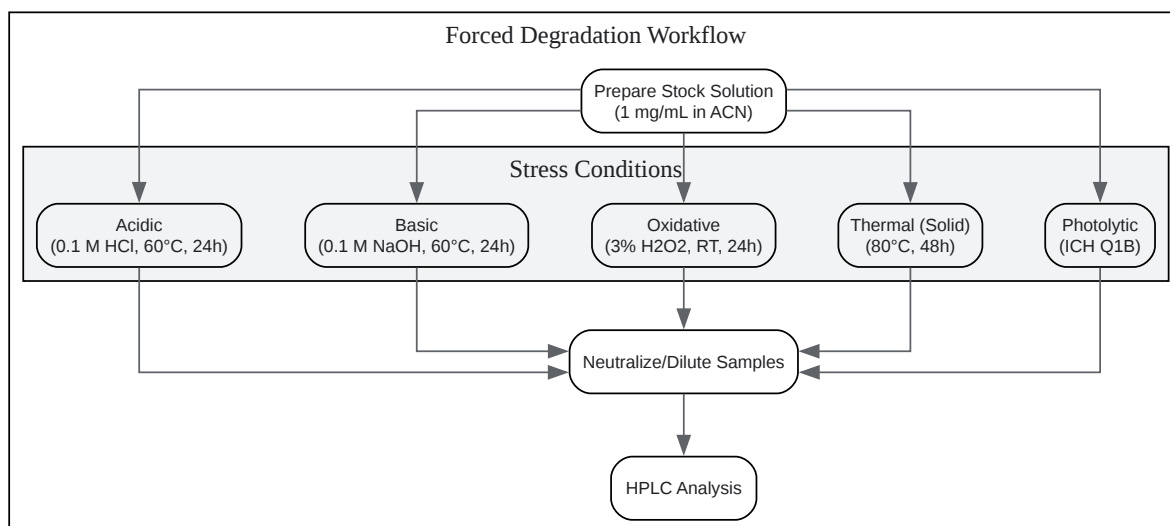 Forced Degradation Workflow
Prepare Stock Solution
(1 mg/mL in ACN)
Stress Conditions
Acidic
(0.1 M HCl, 60°C, 24h)
Basic
(0.1 M NaOH, 60°C, 24h)
Oxidative
(3% H2O2, RT, 24h)
Thermal (Solid)
(80°C, 48h)
Photolytic
(ICH Q1B)
Neutralize/Dilute Samples
HPLC Analysis